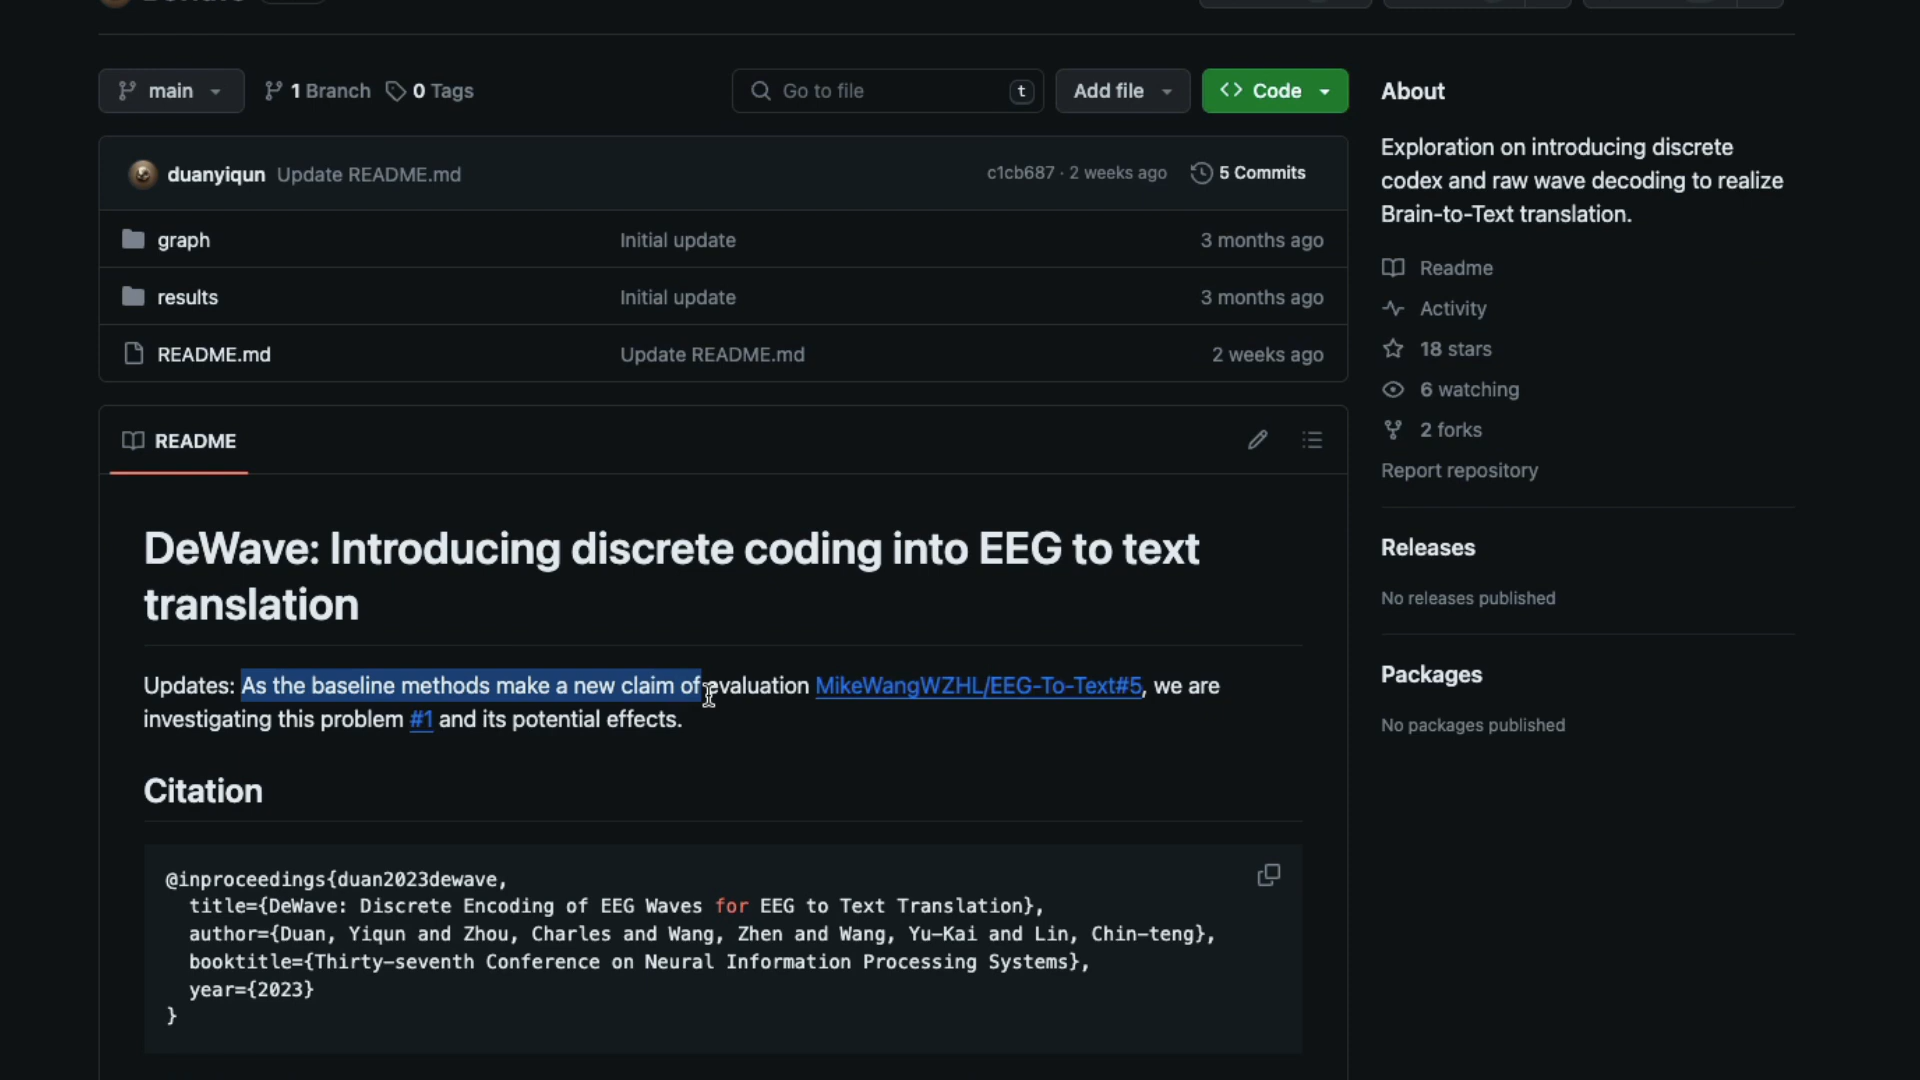 main
1 Branch
0 Tags
Go to file
t
Add file
Code
About
Exploration on introducing discrete
codex and raw wave decoding to realize
Brain-to-Text translation.
duanyiqun Update README.md
c1cb687 · 2 weeks ago
5 Commits
graph
Initial update
3 months ago
results
Initial update
3 months ago
README.md
Update README.md
2 weeks ago
Readme
Activity
18 stars
6 watching
2 forks
Report repository
Releases
No releases published
Packages
No packages published
README
DeWave: Introducing discrete coding into EEG to text
translation
Updates: As the baseline methods make a new claim of evaluation MikeWangWZHL/EEG-To-Text#5, we are
investigating this problem #1 and its potential effects.
Citation
@inproceedings{duan2023dewave,
title={DeWave: Discrete Encoding of EEG Waves for EEG to Text Translation},
author={Duan, Yiqun and Zhou, Charles and Wang, Zhen and Wang, Yu-Kai and Lin, Chin-teng},
booktitle={Thirty-seventh Conference on Neural Information Processing Systems},
year={2023}
}